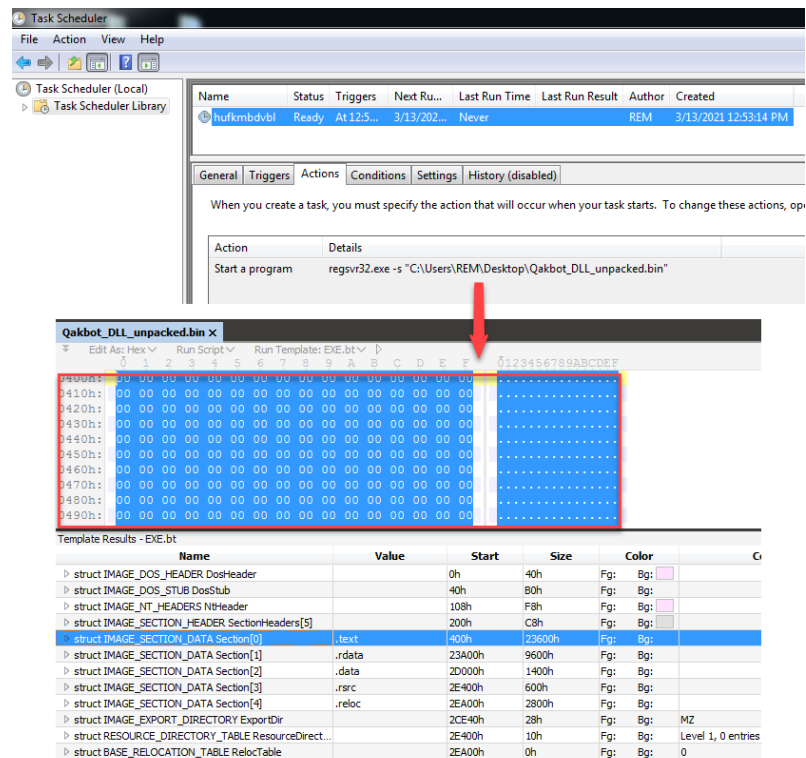 Task Scheduler
File Action View Help
Task Scheduler (Local)
Task Scheduler Library
Name Status Triggers Next Ru... Last Run Time Last Run Result Author Created
hufkmbdvbl Ready At 12:5... 3/13/202... Never REM 3/13/2021 12:53:14 PM
General Triggers Actions Conditions Settings History (disabled)
When you create a task, you must specify the action that will occur when your task starts. To change these actions, ope
Action Details
Start a program regsvr32.exe -s "C:\Users\REM\Desktop\Qakbot_DLL_unpacked.bin"
Qakbot_DLL_unpacked.bin ×
Edit As: Hex Run Script Run Template: EXE.bt
0 1 2 3 4 5 6 7 8 9 A B C D E F 0123456789ABCDEF
0400h: 00 00 00 00 00 00 00 00 00 00 00 00 00 00 00 00 ................
0410h: 00 00 00 00 00 00 00 00 00 00 00 00 00 00 00 00 ................
0420h: 00 00 00 00 00 00 00 00 00 00 00 00 00 00 00 00 ................
0430h: 00 00 00 00 00 00 00 00 00 00 00 00 00 00 00 00 ................
0440h: 00 00 00 00 00 00 00 00 00 00 00 00 00 00 00 00 ................
0450h: 00 00 00 00 00 00 00 00 00 00 00 00 00 00 00 00 ................
0460h: 00 00 00 00 00 00 00 00 00 00 00 00 00 00 00 00 ................
0470h: 00 00 00 00 00 00 00 00 00 00 00 00 00 00 00 00 ................
0480h: 00 00 00 00 00 00 00 00 00 00 00 00 00 00 00 00 ................
0490h: 00 00 00 00 00 00 00 00 00 00 00 00 00 00 00 00 ................
Template Results - EXE.bt
Name Value Start Size Color Co
struct IMAGE_DOS_HEADER DosHeader 0h 40h Fg: Bg:
struct IMAGE_DOS_STUB DosStub 40h B0h Fg: Bg:
struct IMAGE_NT_HEADERS NtHeader 108h F8h Fg: Bg:
struct IMAGE_SECTION_HEADER SectionHeaders[5] 200h C8h Fg: Bg:
struct IMAGE_SECTION_DATA Section[0] .text 400h 23600h Fg: Bg:
struct IMAGE_SECTION_DATA Section[1] .rdata 23A00h 9600h Fg: Bg:
struct IMAGE_SECTION_DATA Section[2] .data 2D000h 1400h Fg: Bg:
struct IMAGE_SECTION_DATA Section[3] .rsrc 2E400h 600h Fg: Bg:
struct IMAGE_SECTION_DATA Section[4] .reloc 2EA00h 2800h Fg: Bg:
struct IMAGE_EXPORT_DIRECTORY ExportDir 2CE40h 28h Fg: Bg: MZ
struct RESOURCE_DIRECTORY_TABLE ResourceDirect... 2E400h 10h Fg: Bg: Level 1, 0 entries
struct BASE_RELOCATION_TABLE RelocTable 2EA00h 0h Fg: Bg: 0